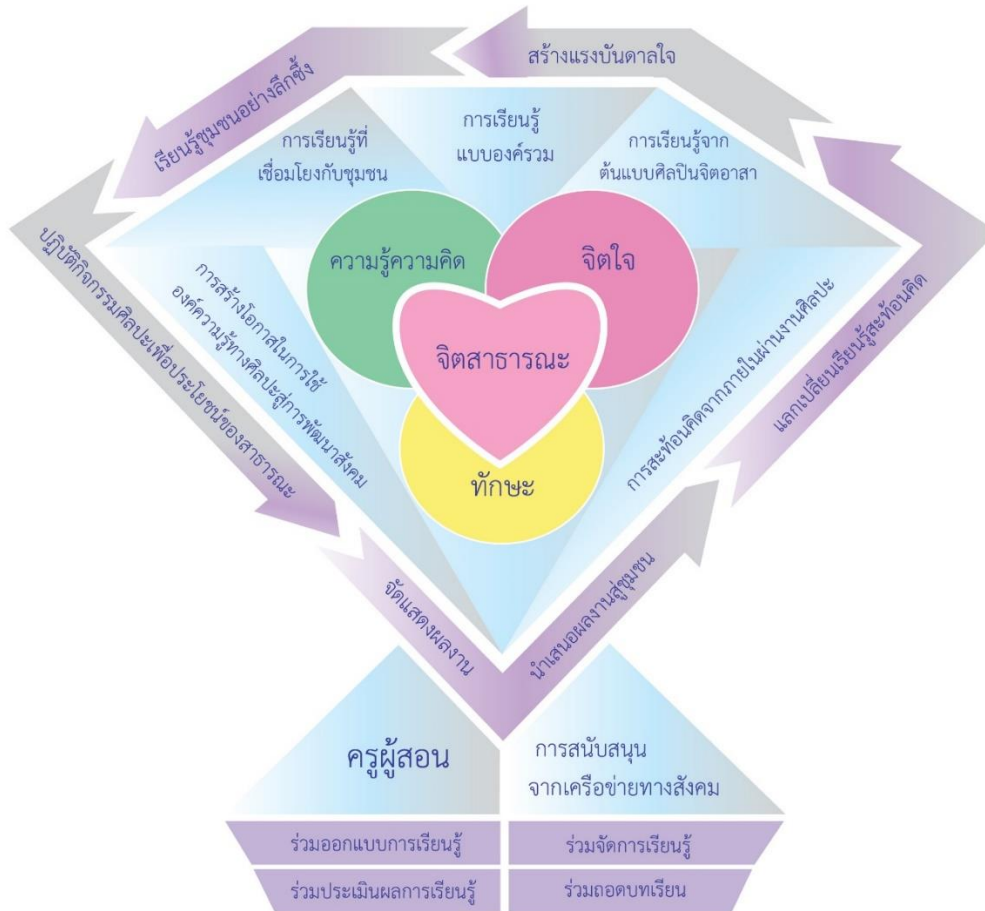 สร้างแรงบันดาลใจ
เรียนรู้ชุมชนอย่างลึกซึ้ง
ปฏิบัติกิจกรรมศิลปะเพื่อประโยชน์ของสาธารณะ
จัดแสดงผลงาน
นำเสนอผลงานสู่ชุมชน
แลกเปลี่ยนเรียนรู้สะท้อนคิด
การเรียนรู้ที่
เชื่อมโยงกับชุมชน
การเรียนรู้
แบบองค์รวม
การเรียนรู้จาก
ต้นแบบศิลปินจิตอาสา
การสร้างโอกาสในการใช้
องค์ความรู้ทางศิลปะสู่การพัฒนาสังคม
การสะท้อนคิดจากภายในผ่านงานศิลปะ
ความรู้ความคิด
จิตใจ
จิตสาธารณะ
ทักษะ
ครูผู้สอน
การสนับสนุน
จากเครือข่ายทางสังคม
ร่วมออกแบบการเรียนรู้
ร่วมจัดการเรียนรู้
ร่วมประเมินผลการเรียนรู้
ร่วมถอดบทเรียน